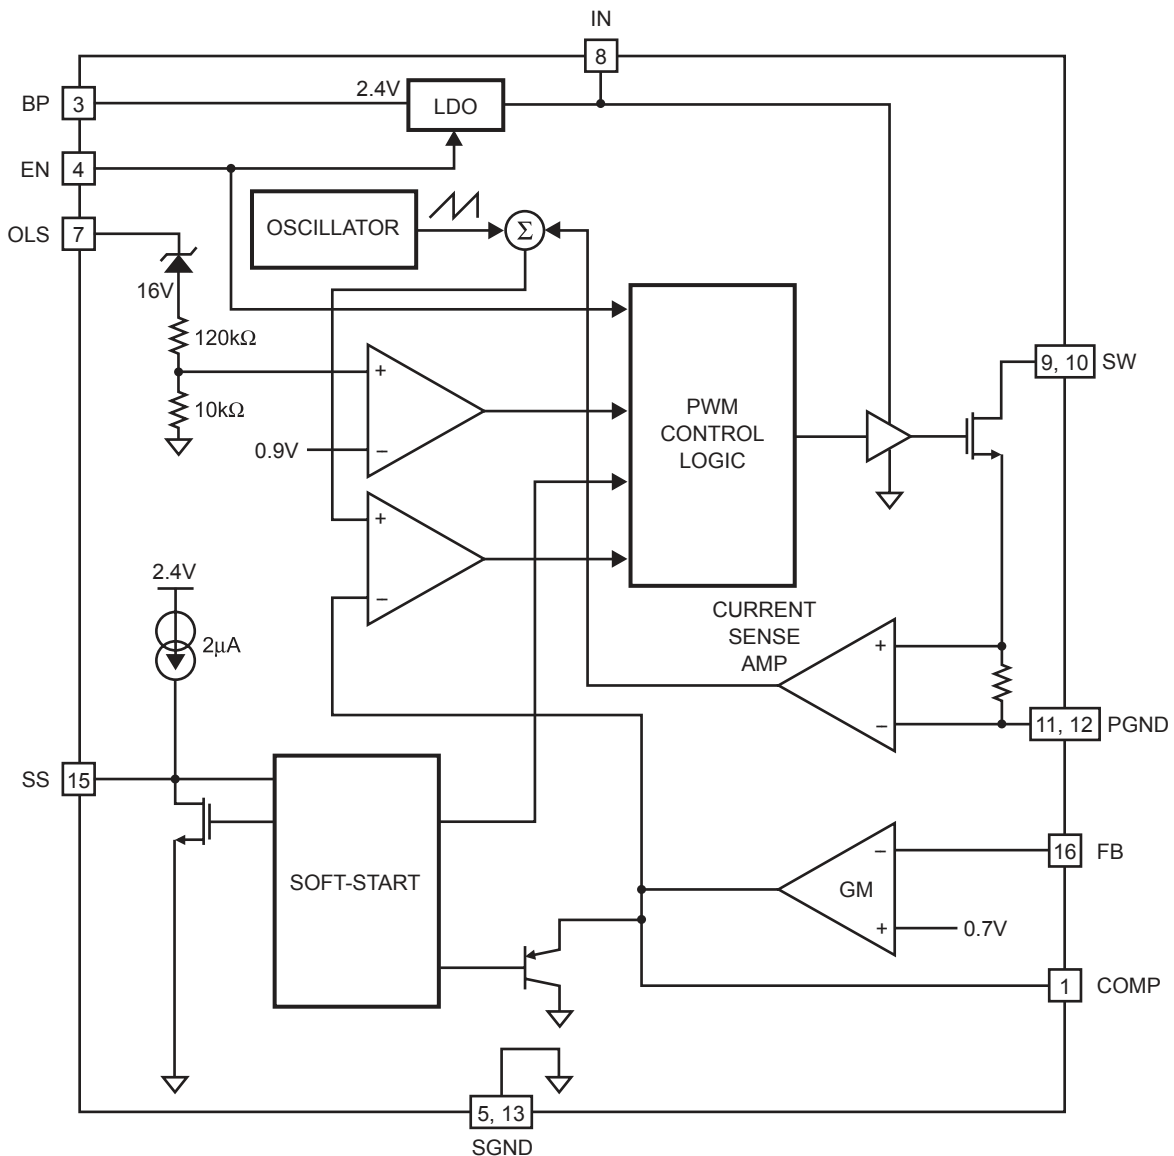 IN
8
BP
3
2.4V
LDO
EN
4
OLS
7
OSCILLATOR
Σ
16V
120kΩ
10kΩ
+
0.9V
−
PWM
CONTROL
LOGIC
9, 10
SW
+
−
2.4V
2μA
CURRENT
SENSE
AMP
+
−
11, 12
PGND
SS
15
SOFT-START
−
GM
+
0.7V
16
FB
1
COMP
5, 13
SGND